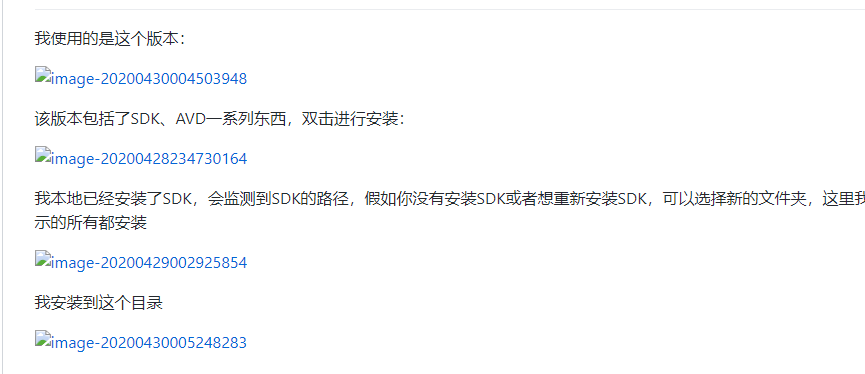 我使用的是这个版本：
image-20200430004503948
该版本包括了SDK、AVD一系列东西，双击进行安装：
image-20200428234730164
我本地已经安装了SDK，会监测到SDK的路径，假如你没有安装SDK或者想重新安装SDK，可以选择新的文件夹，这里我
示的所有都安装
image-20200429002925854
我安装到这个目录
image-20200430005248283